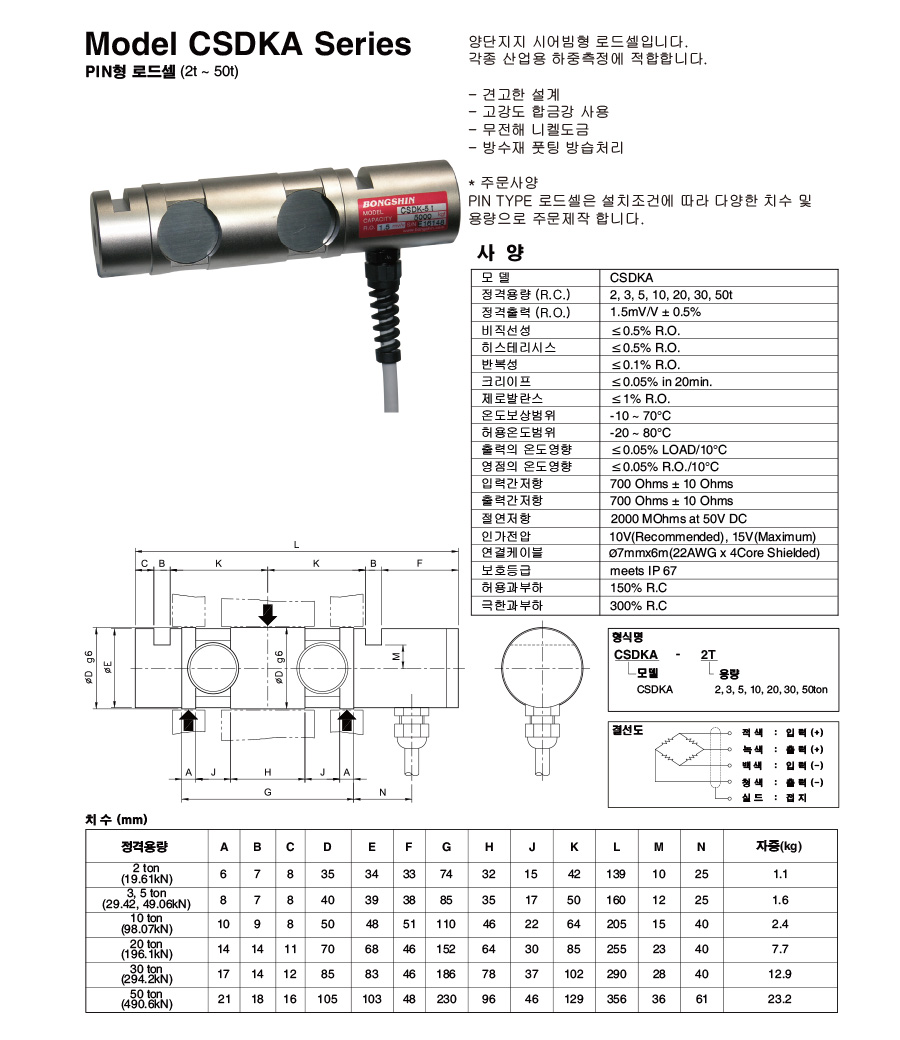 Model CSDKA Series
PIN형 로드셀 (2t ~ 50t)
양단지지 시어빔형 로드셀입니다.
각종 산업용 하중측정에 적합합니다.
– 견고한 설계
– 고강도 합금강 사용
– 무전해 니켈도금
– 방수재 폿팅 방습처리
* 주문사양
PIN TYPE 로드셀은 설치조건에 따라 다양한 치수 및
용량으로 주문제작 합니다.
BONGSHIN
MODEL CSDK-5.1
CAPACITY 5000
R.O 1.5
사 양
모 델 CSDKA
정격용량 (R.C.) 2, 3, 5, 10, 20, 30, 50t
정격출력 (R.O.) 1.5mV/V ± 0.5%
비직선성 ≤0.5% R.O.
히스테리시스 ≤0.5% R.O.
반복성 ≤0.1% R.O.
크리이프 ≤0.05% in 20min.
제로발란스 ≤1% R.O.
온도보상범위 -10 ~ 70°C
허용온도범위 -20 ~ 80°C
출력의 온도영향 ≤0.05% LOAD/10°C
영점의 온도영향 ≤0.05% R.O./10°C
입력간저항 700 Ohms ± 10 Ohms
출력간저항 700 Ohms ± 10 Ohms
절연저항 2000 MOhms at 50V DC
인가전압 10V(Recommended), 15V(Maximum)
연결케이블 Ø7mmx6m(22AWG x 4Core Shielded)
보호등급 meets IP 67
허용과부하 150% R.C
극한과부하 300% R.C
L
C B K K B F
øD g6 øE øD g6 M
A J H J A
G N
형식명
CSDKA - 2T
모델 용량
CSDKA 2, 3, 5, 10, 20, 30, 50ton
결선도
적색 : 입력 (+)
녹색 : 출력 (+)
백색 : 입력 (−)
청색 : 출력 (−)
실드 : 접지
치수 (mm)
정격용량 A B C D E F G H J K L M N 자중(kg)
2 ton
(19.61kN) 6 7 8 35 34 33 74 32 15 42 139 10 25 1.1
3, 5 ton
(29.42, 49.06kN) 8 7 8 40 39 38 85 35 17 50 160 12 25 1.6
10 ton
(98.07kN) 10 9 8 50 48 51 110 46 22 64 205 15 40 2.4
20 ton
(196.1kN) 14 14 11 70 68 46 152 64 30 85 255 23 40 7.7
30 ton
(294.2kN) 17 14 12 85 83 46 186 78 37 102 290 28 40 12.9
50 ton
(490.6kN) 21 18 16 105 103 48 230 96 46 129 356 36 61 23.2